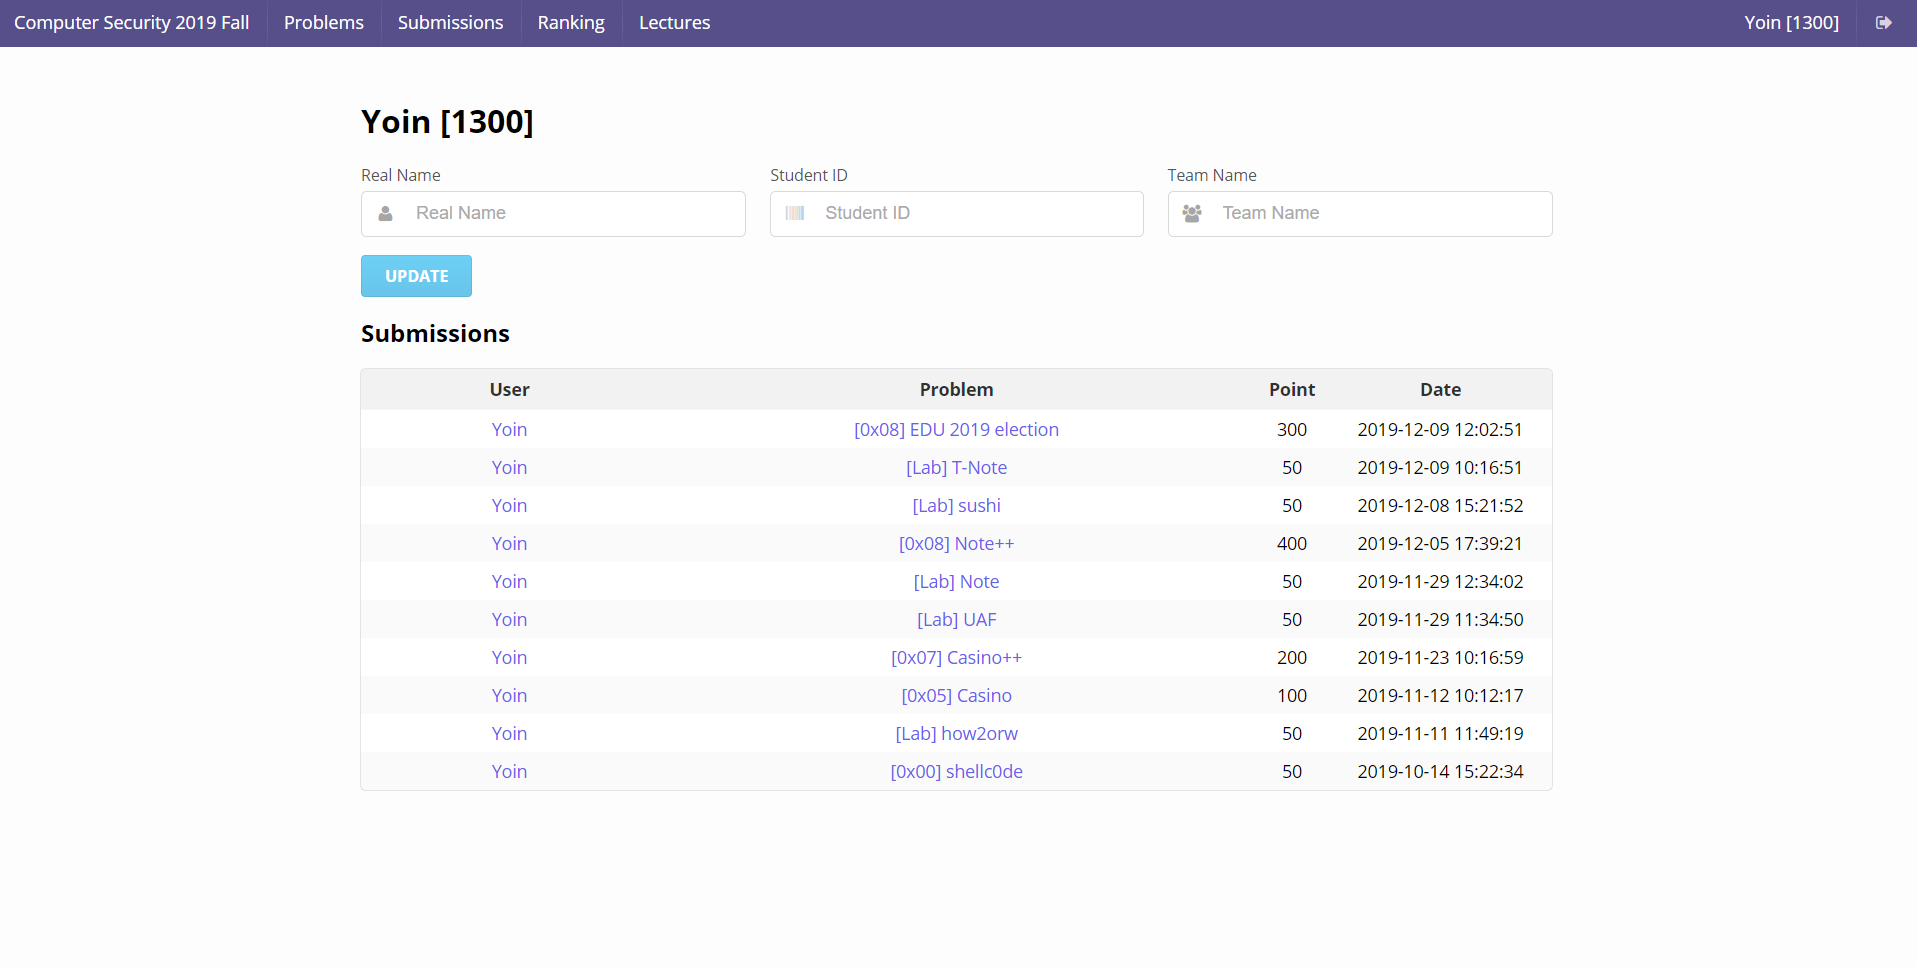 Computer Security 2019 Fall Problems Submissions Ranking Lectures Yoin [1300]
Yoin [1300]
Real Name Student ID Team Name
Real Name Student ID Team Name
UPDATE
Submissions
User Problem Point Date
Yoin [0x08] EDU 2019 election 300 2019-12-09 12:02:51
Yoin [Lab] T-Note 50 2019-12-09 10:16:51
Yoin [Lab] sushi 50 2019-12-08 15:21:52
Yoin [0x08] Note++ 400 2019-12-05 17:39:21
Yoin [Lab] Note 50 2019-11-29 12:34:02
Yoin [Lab] UAF 50 2019-11-29 11:34:50
Yoin [0x07] Casino++ 200 2019-11-23 10:16:59
Yoin [0x05] Casino 100 2019-11-12 10:12:17
Yoin [Lab] how2orw 50 2019-11-11 11:49:19
Yoin [0x00] shellc0de 50 2019-10-14 15:22:34